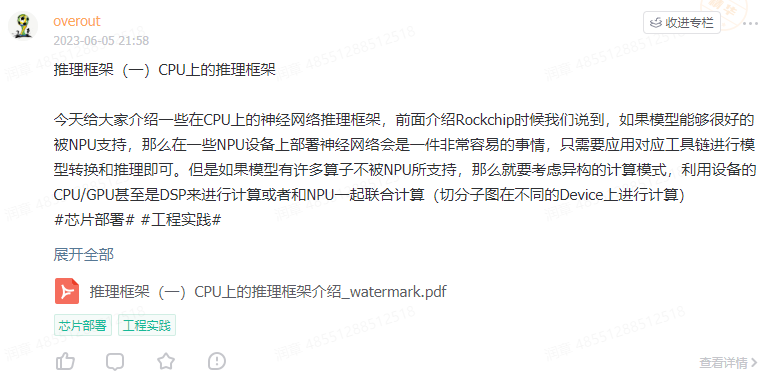 overout
收进专栏
2023-06-05 21:58
推理框架（一）CPU上的推理框架
今天给大家介绍一些在CPU上的神经网络推理框架，前面介绍Rockchip时候我们说到，如果模型能够很好的
被NPU支持，那么在一些NPU设备上部署神经网络会是一件非常容易的事情，只需要应用对应工具链进行模
型转换和推理即可。但是如果模型有许多算子不被NPU所支持，那么就要考虑异构的计算模式，利用设备的
CPU/GPU甚至是DSP来进行计算或者和NPU一起联合计算（切分子图在不同的Device上进行计算）
#芯片部署# #工程实践#
展开全部
推理框架（一）CPU上的推理框架介绍_watermark.pdf
芯片部署 工程实践
查看详情